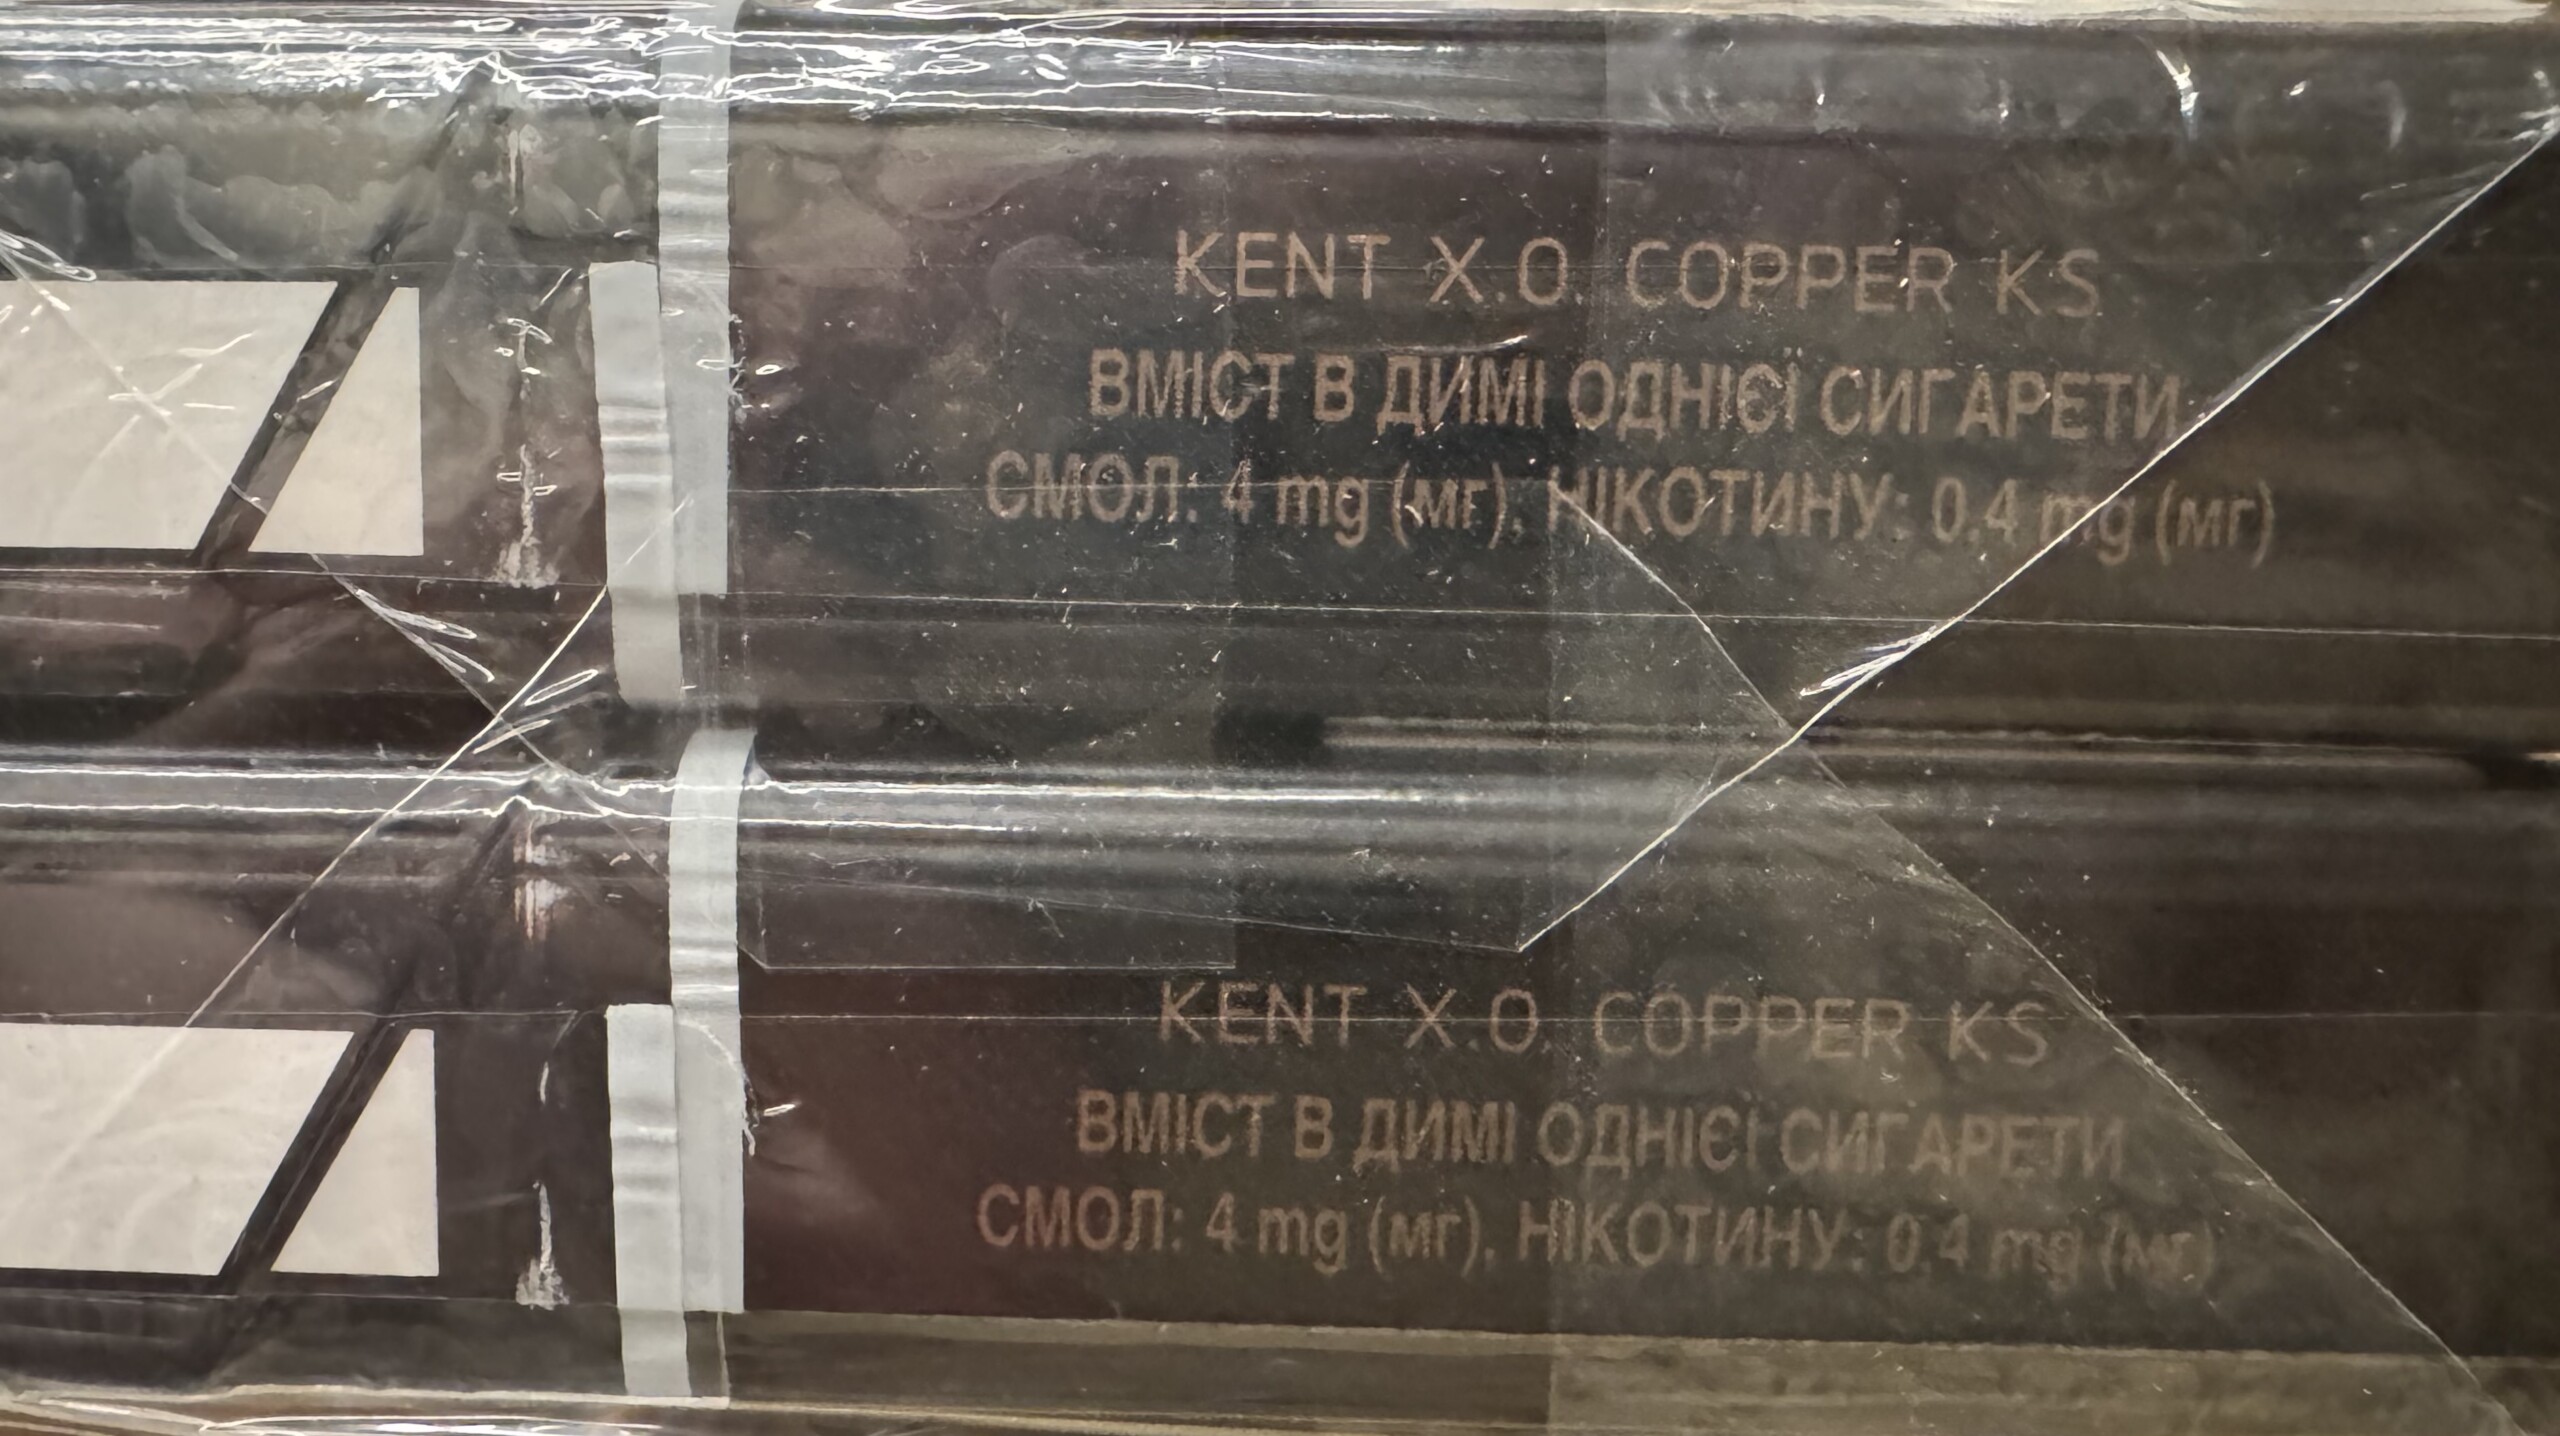 KENT X.O. COPPER KS
ВМІСТ В ДИМІ ОДНІЄЇ СИГАРЕТИ
СМОЛ: 4 mg (мг), НІКОТИНУ: 0,4 mg (мг)
KENT X.O. COPPER KS
ВМІСТ В ДИМІ ОДНІЄЇ СИГАРЕТИ
СМОЛ: 4 mg (мг), НІКОТИНУ: 0,4 mg (мг)